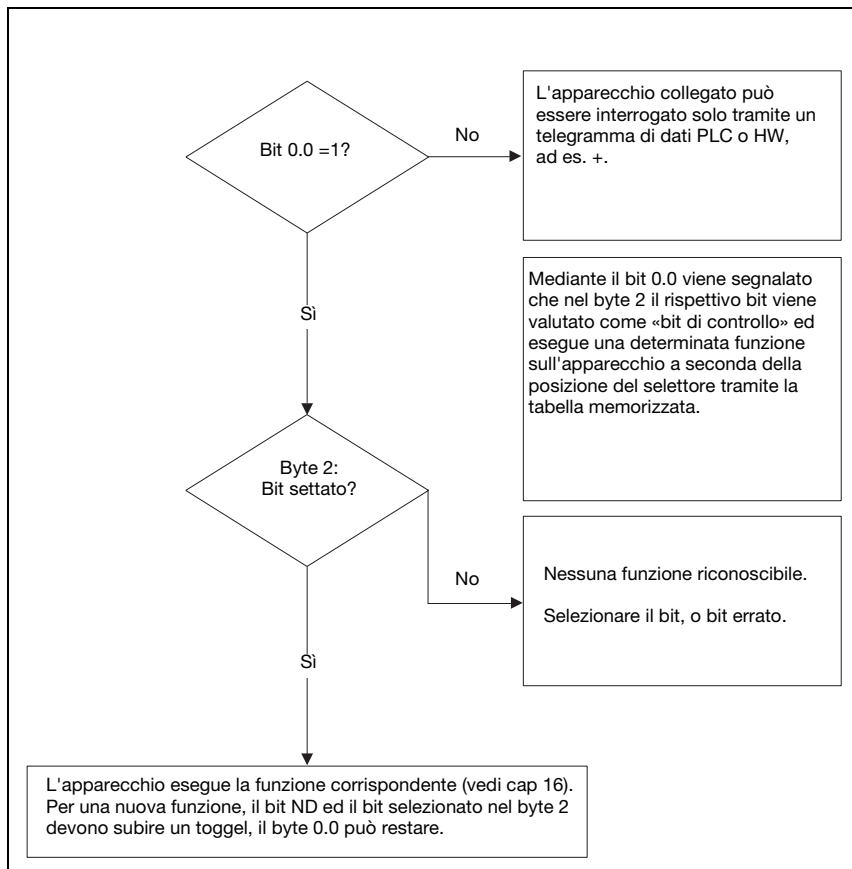 Bit 0.0 =1?
No
L'apparecchio collegato può
essere interrogato solo tramite un
telegramma di dati PLC o HW,
ad es. +.
Sì
Mediante il bit 0.0 viene segnalato
che nel byte 2 il rispettivo bit viene
valutato come «bit di controllo» ed
esegue una determinata funzione
sull'apparecchio a seconda della
posizione del selettore tramite la
tabella memorizzata.
Byte 2:
Bit settato?
No
Nessuna funzione riconoscibile.
Selezionare il bit, o bit errato.
Sì
L'apparecchio esegue la funzione corrispondente (vedi cap 16).
Per una nuova funzione, il bit ND ed il bit selezionato nel byte 2
devono subire un toggel, il byte 0.0 può restare.